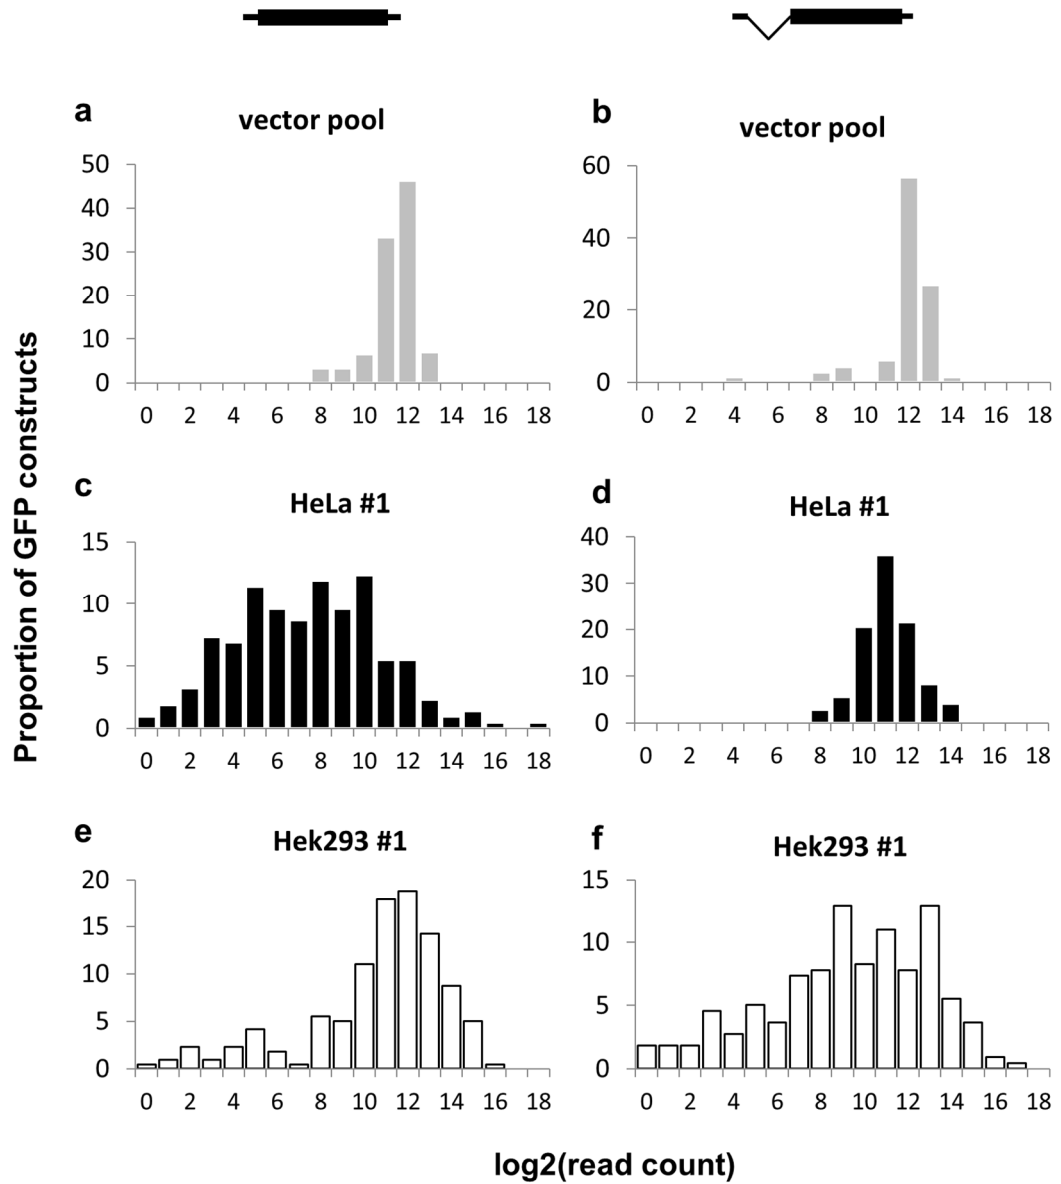 a
vector pool
50
40
30
20
10
0
0 2 4 6 8 10 12 14 16 18
b
vector pool
60
40
20
0
0 2 4 6 8 10 12 14 16 18
Proportion of GFP constructs
c
HeLa #1
15
10
5
0
0 2 4 6 8 10 12 14 16 18
d
HeLa #1
40
30
20
10
0
0 2 4 6 8 10 12 14 16 18
e
Hek293 #1
20
15
10
5
0
0 2 4 6 8 10 12 14 16 18
f
Hek293 #1
15
10
5
0
0 2 4 6 8 10 12 14 16 18
log2(read count)